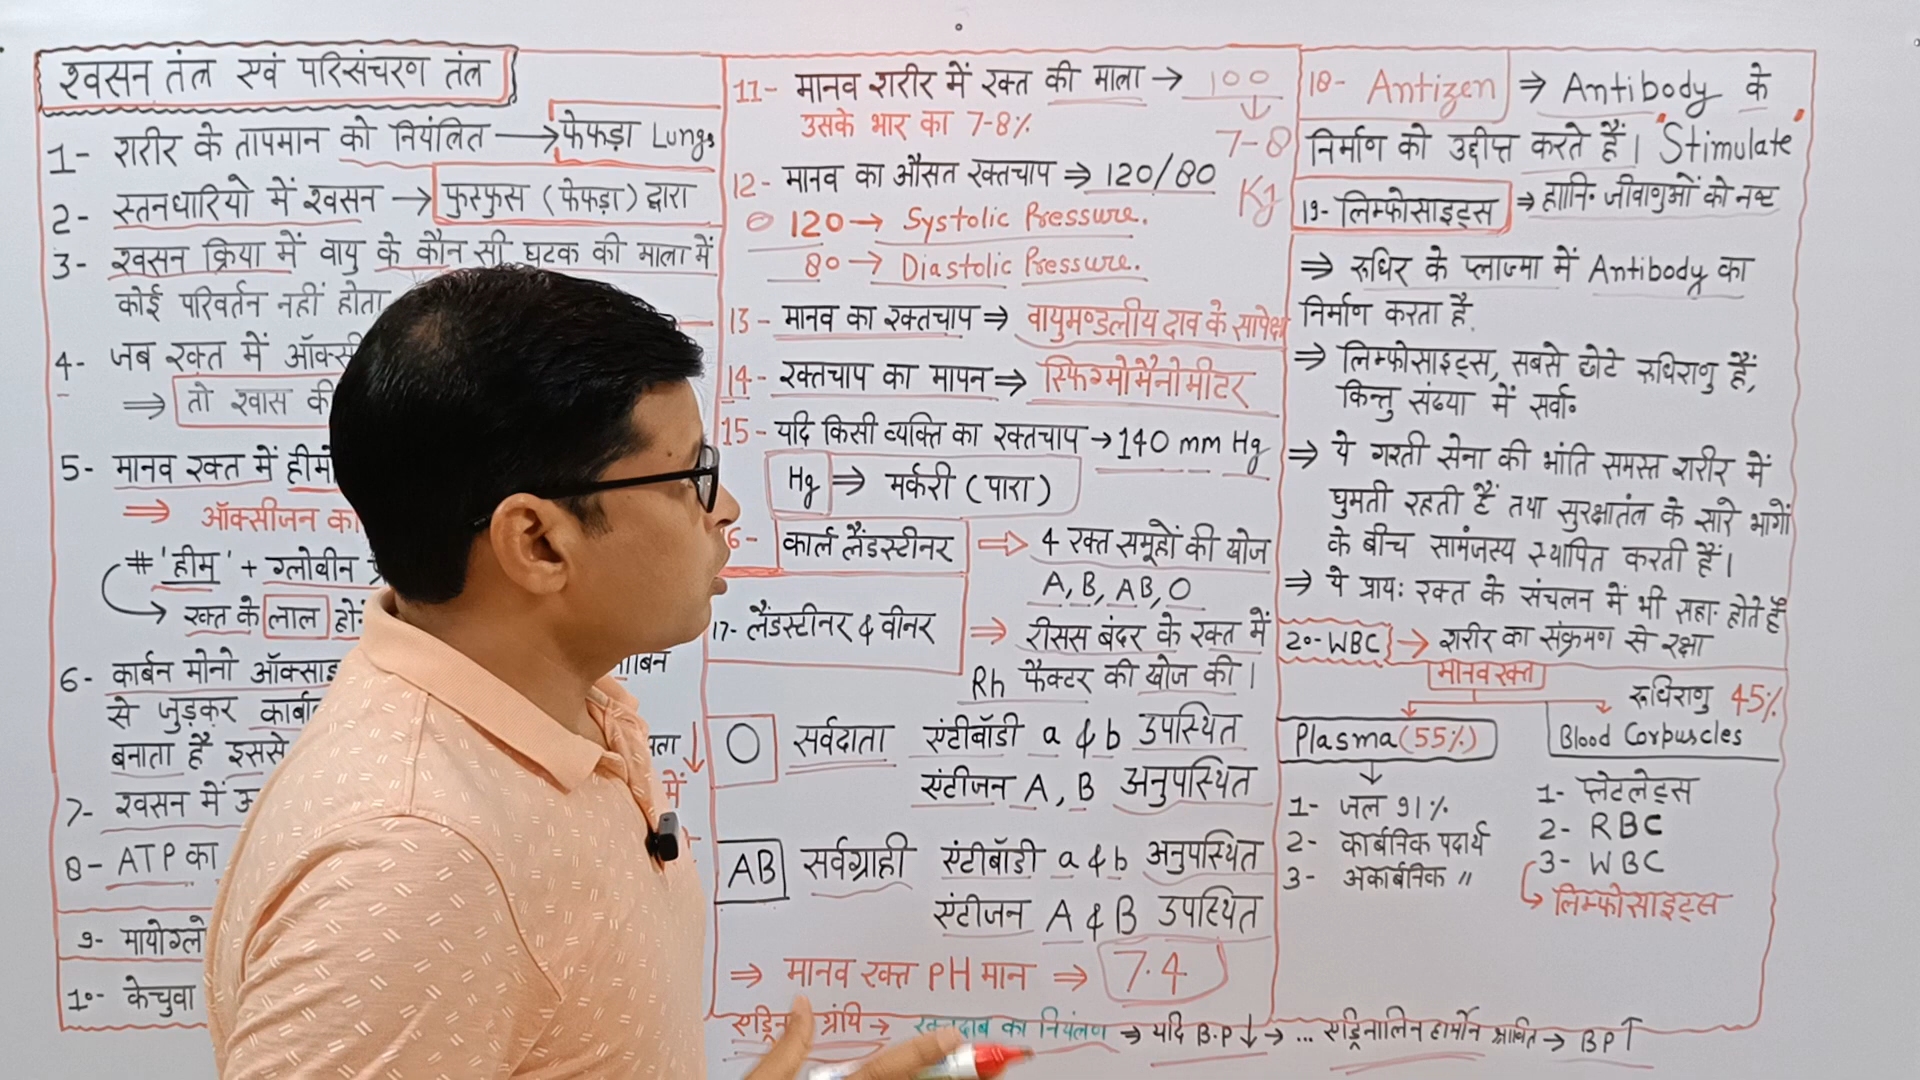 श्वसन तंत्र एवं परिसंचरण तंत्र
1- शरीर के तापमान को नियंत्रित → फेफड़ा Lungs
2- स्तनधारियो में श्वसन → फुस्फुस (फेफड़ा) द्वारा
3- श्वसन क्रिया में वायु के कौन सी घटक की मात्रा में
कोई परिवर्तन नहीं होता
4- जब रक्त में
⇒ तो श्वास की
5- मानव रक्त में
⇒ ऑक्सीजन का
# 'हीम' + ग्लोबीन
→ रक्त के लाल
6- कार्बन मोनो
से जुड़कर
बनाता है इससे
7- श्वसन में
8- ATP का
9-
10- केचुवा
11- मानव शरीर में रक्त की मात्रा → 100
उसके भार का 7-8%
↓
7-8
Kg
12- मानव का औसत रक्तचाप ⇒ 120/80
120 → Systolic Pressure.
80 → Diastolic Pressure.
13- मानव का रक्तचाप ⇒ वायुमण्डलीय दाव के सापेक्ष
14- रक्तचाप का मापन ⇒ स्फिग्मोमैनोमीटर
15- यदि किसी व्यक्ति का रक्तचाप → 140 mm Hg
Hg ⇒ मर्करी (पारा)
16- कार्ल लैंडस्टीनर ⇒ 4 रक्त समूहों की खोज
A, B, AB, O
17- लैंडस्टीनर & वीनर ⇒ रीसस बंदर के रक्त में
Rh फैक्टर की खोज की।
O सर्वदाता एंटीबॉडी a & b उपस्थित
एंटीजन A, B अनुपस्थित
AB सर्वग्राही एंटीबॉडी a & b अनुपस्थित
एंटीजन A & B उपस्थित
⇒ मानव रक्त PH मान ⇒ 7.4
ग्रंथि → रक्तदाब का नियंत्रण ⇒ यदि B.P ↓ → ... एड्रिनालिन हार्मोन स्रावित → BP ↑
18- Antizen ⇒ Antibody के
निर्माण को उद्दीप्त करते हैं। Stimulate
19- लिम्फोसाइट्स ⇒ हानि॰ जीवाणुओं को नष्ट
⇒ रुधिर के प्लाज्मा में Antibody का
निर्माण करता है.
⇒ लिम्फोसाइट्स, सबसे छोटे रुधिराणु हैं,
किन्तु संख्या में सर्वा॰
⇒ ये गश्ती सेना की भांति समस्त शरीर में
घुमती रहती हैं तथा सुरक्षातंत्र के सारे भागों
के बीच सामंजस्य स्थापित करती हैं।
⇒ ये प्रायः रक्त के संचलन में भी सहा॰ होते हैं
20- WBC → शरीर का संक्रमण से रक्षा
मानव रक्त
Plasma (55%)
↓
1- जल 91%
2- कार्बनिक पदार्थ
3- अकार्बनिक "
रुधिराणु 45%
Blood Corpuscles
1- प्लेटलेट्स
2- RBC
3- WBC
→ लिम्फोसाइट्स